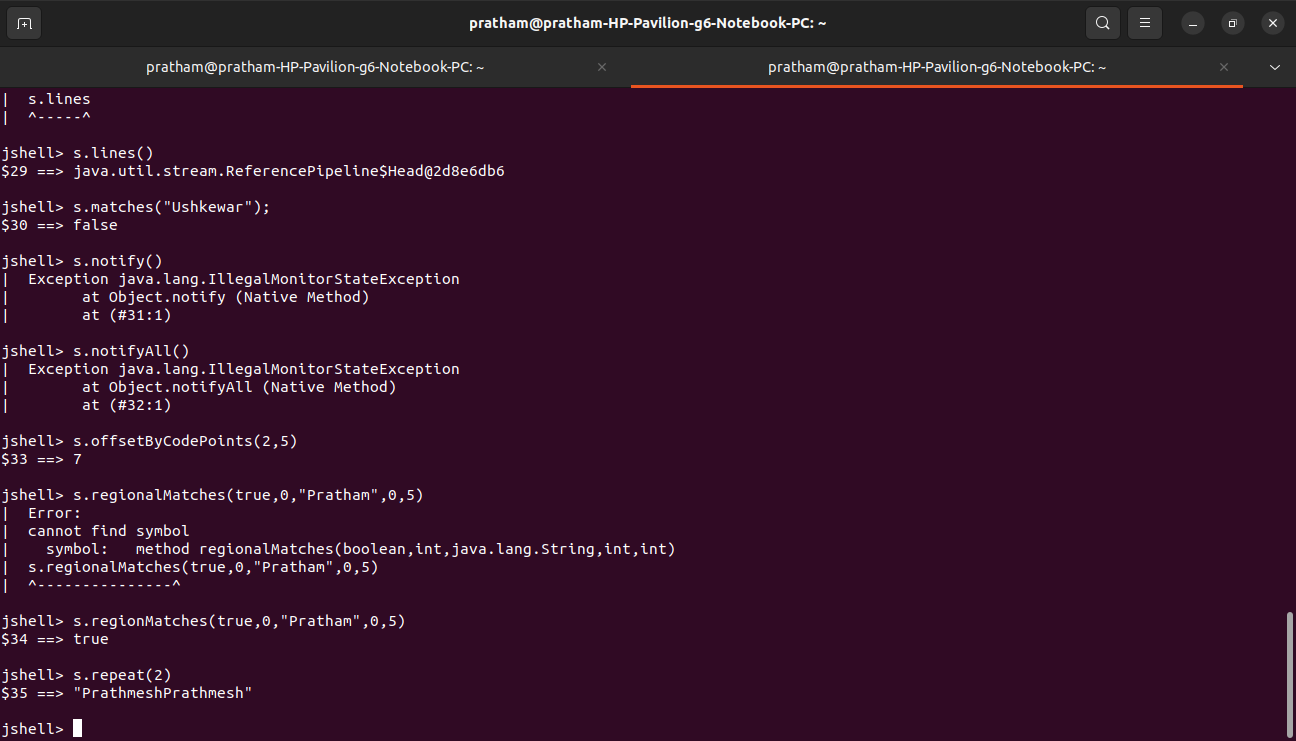 pratham@pratham-HP-Pavilion-g6-Notebook-PC: ~
pratham@pratham-HP-Pavilion-g6-Notebook-PC: ~
pratham@pratham-HP-Pavilion-g6-Notebook-PC: ~
|  s.lines
|  ^-----^
jshell> s.lines()
$29 ==> java.util.stream.ReferencePipeline$Head@2d8e6db6
jshell> s.matches("Ushkewar");
$30 ==> false
jshell> s.notify()
|  Exception java.lang.IllegalMonitorStateException
|        at Object.notify (Native Method)
|        at (#31:1)
jshell> s.notifyAll()
|  Exception java.lang.IllegalMonitorStateException
|        at Object.notifyAll (Native Method)
|        at (#32:1)
jshell> s.offsetByCodePoints(2,5)
$33 ==> 7
jshell> s.regionalMatches(true,0,"Pratham",0,5)
|  Error:
|  cannot find symbol
|    symbol:   method regionalMatches(boolean,int,java.lang.String,int,int)
|  s.regionalMatches(true,0,"Pratham",0,5)
|  ^---------------^
jshell> s.regionMatches(true,0,"Pratham",0,5)
$34 ==> true
jshell> s.repeat(2)
$35 ==> "PrathmeshPrathmesh"
jshell>